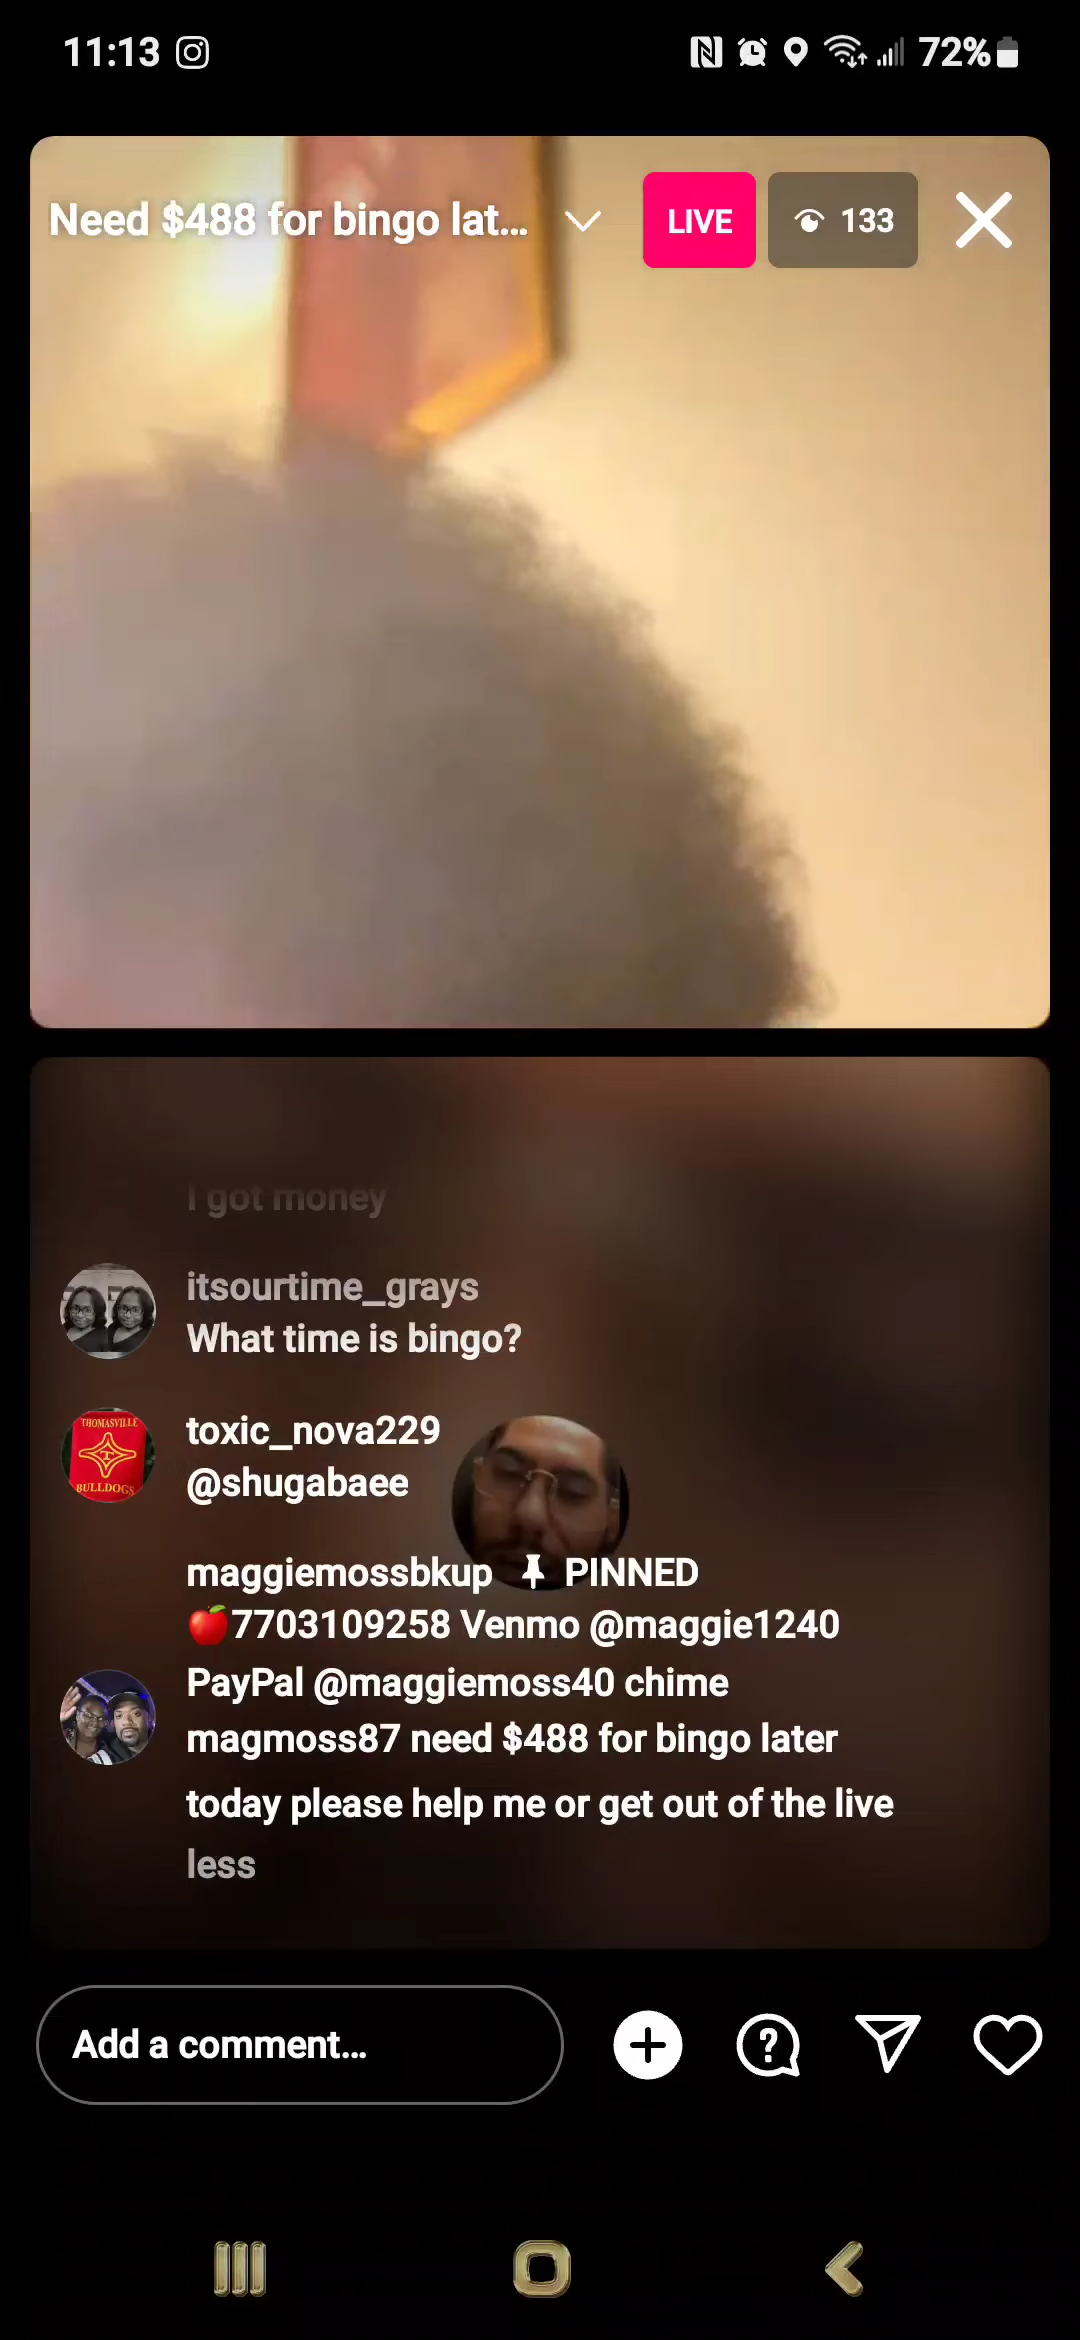 11:13
72%
Need $488 for bingo lat...
LIVE
133
I got money
itsourtime_grays
What time is bingo?
THOMASVILLE
T
BULLDOGS
toxic_nova229
@shugabaee
maggiemossbkup PINNED
🍎7703109258 Venmo @maggie1240
PayPal @maggiemoss40 chime
magmoss87 need $488 for bingo later
today please help me or get out of the live
less
Add a comment...